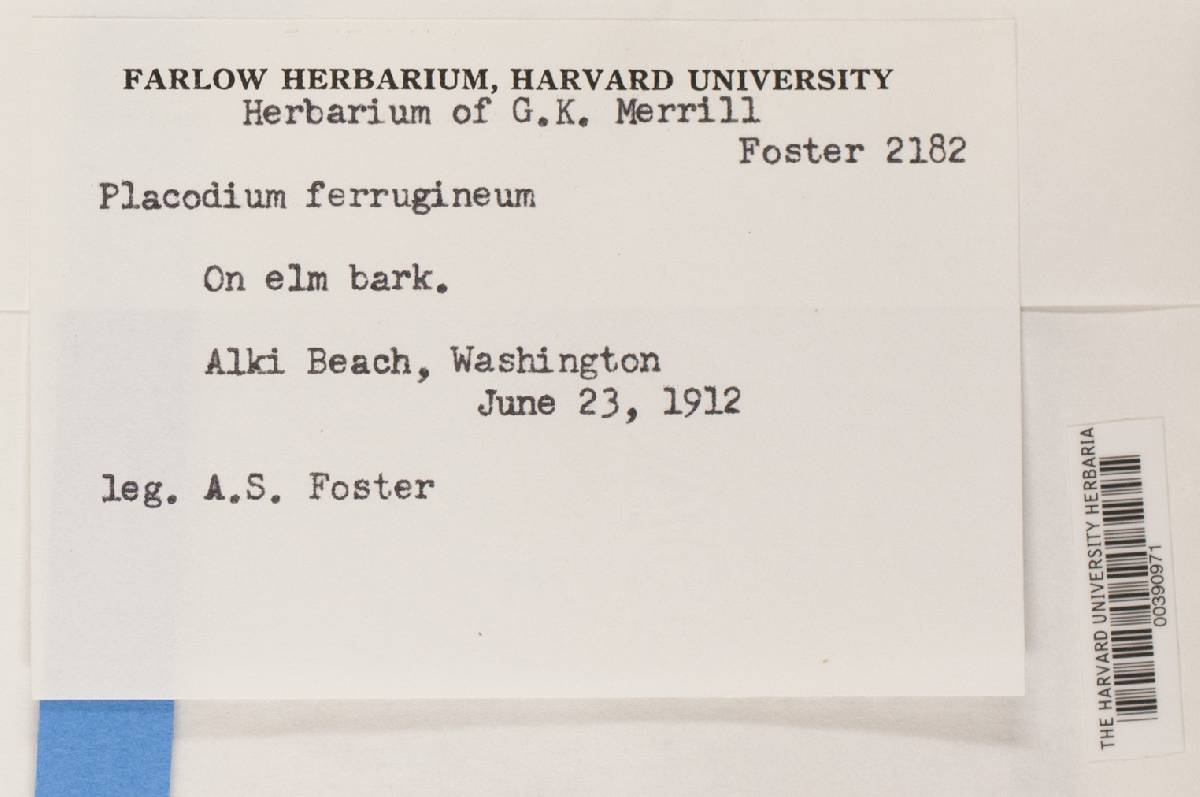 FARLOW HERBARIUM, HARVARD UNIVERSITY
Herbarium of G.K. Merrill
Foster 2182
Placodium ferrugineum
On elm bark.
Alki Beach, Washington
June 23, 1912
leg. A.S. Foster
THE HARVARD UNIVERSITY HERBARIA
00390971